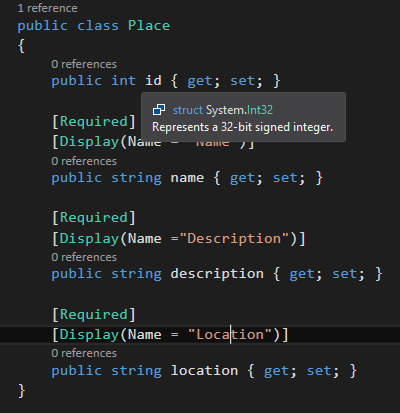 1 reference
public class Place
{
0 references
public int id { get; set; }
struct System.Int32
Represents a 32-bit signed integer.
[Required]
[Display(Name = "Name")]
0 references
public string name { get; set; }
[Required]
[Display(Name ="Description")]
0 references
public string description { get; set; }
[Required]
[Display(Name = "Location")]
0 references
public string location { get; set; }
}